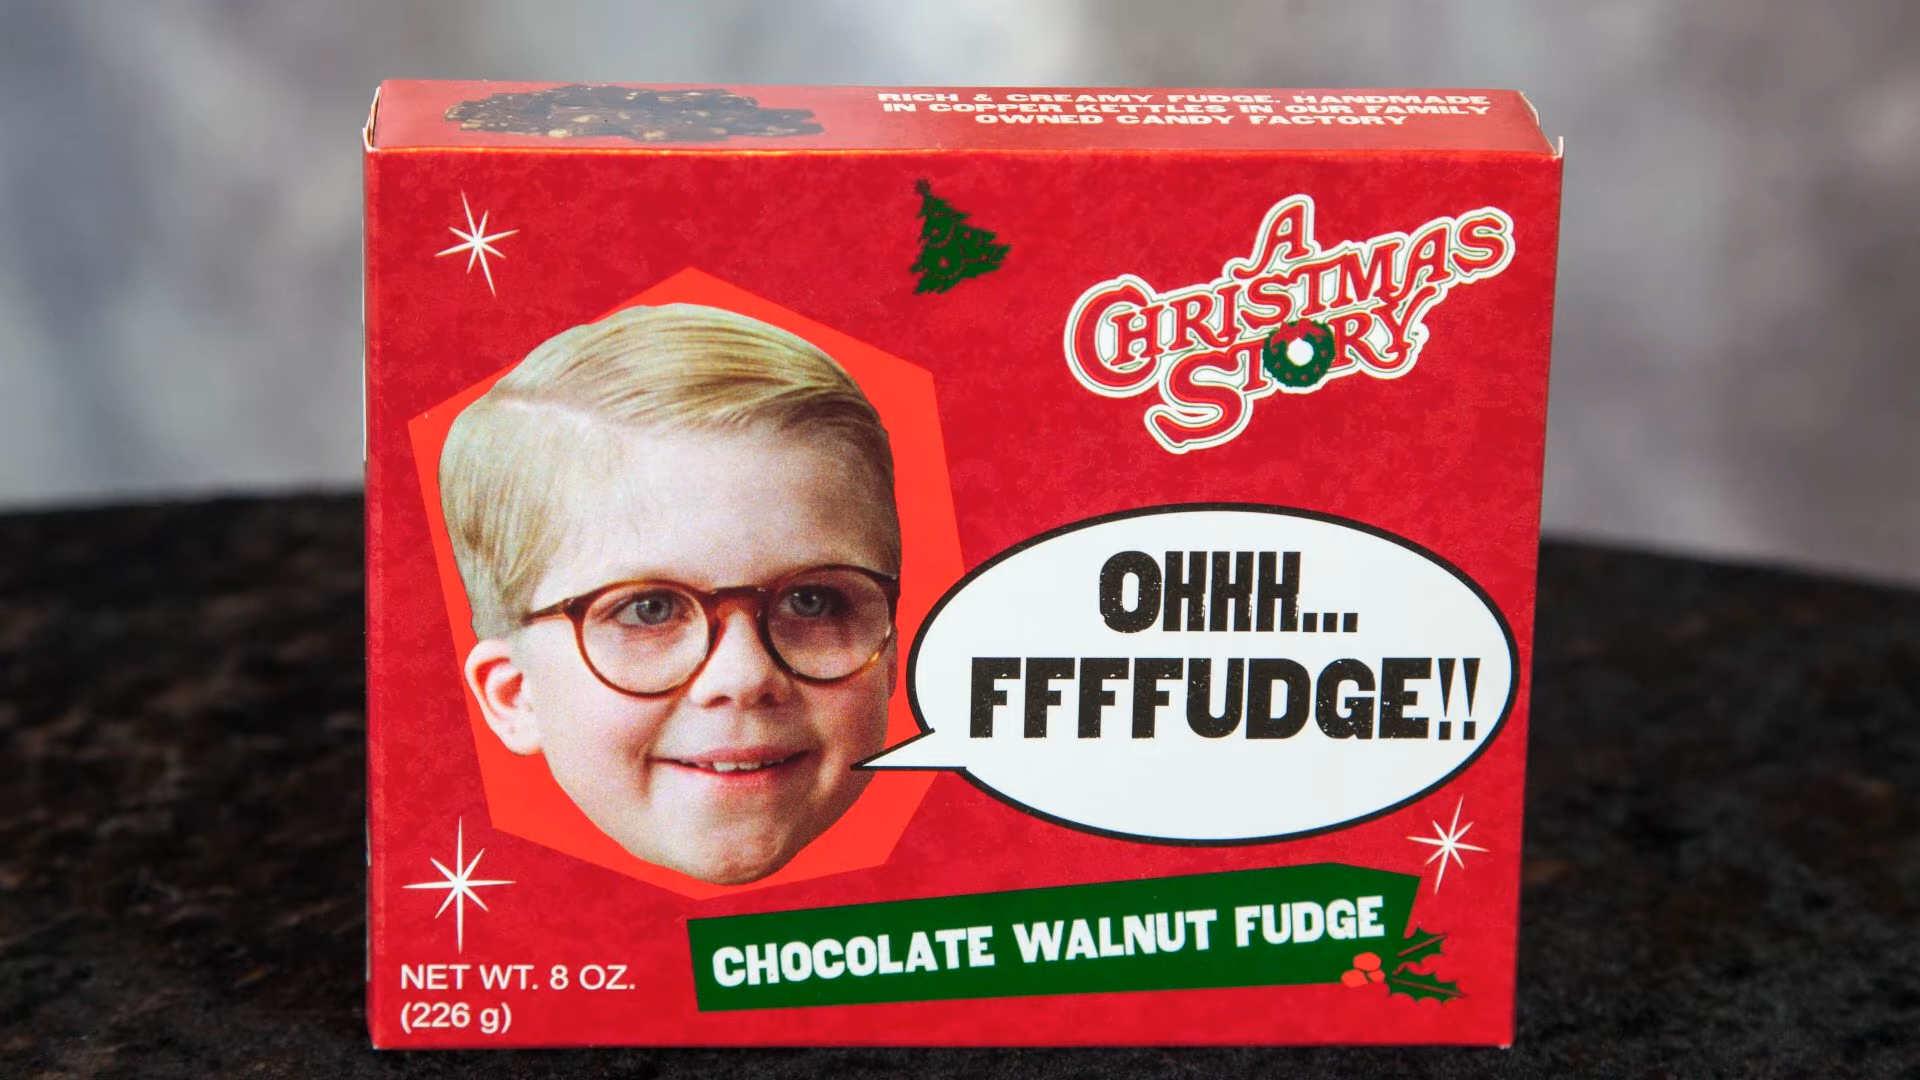 RICH & CREAMY FUDGE. HANDMADE
IN COPPER KETTLES IN OUR FAMILY
OWNED CANDY FACTORY
A
CHRISTMAS
STORY
OHHH...
FFFFUDGE!!
CHOCOLATE WALNUT FUDGE
NET WT. 8 OZ.
(226 g)